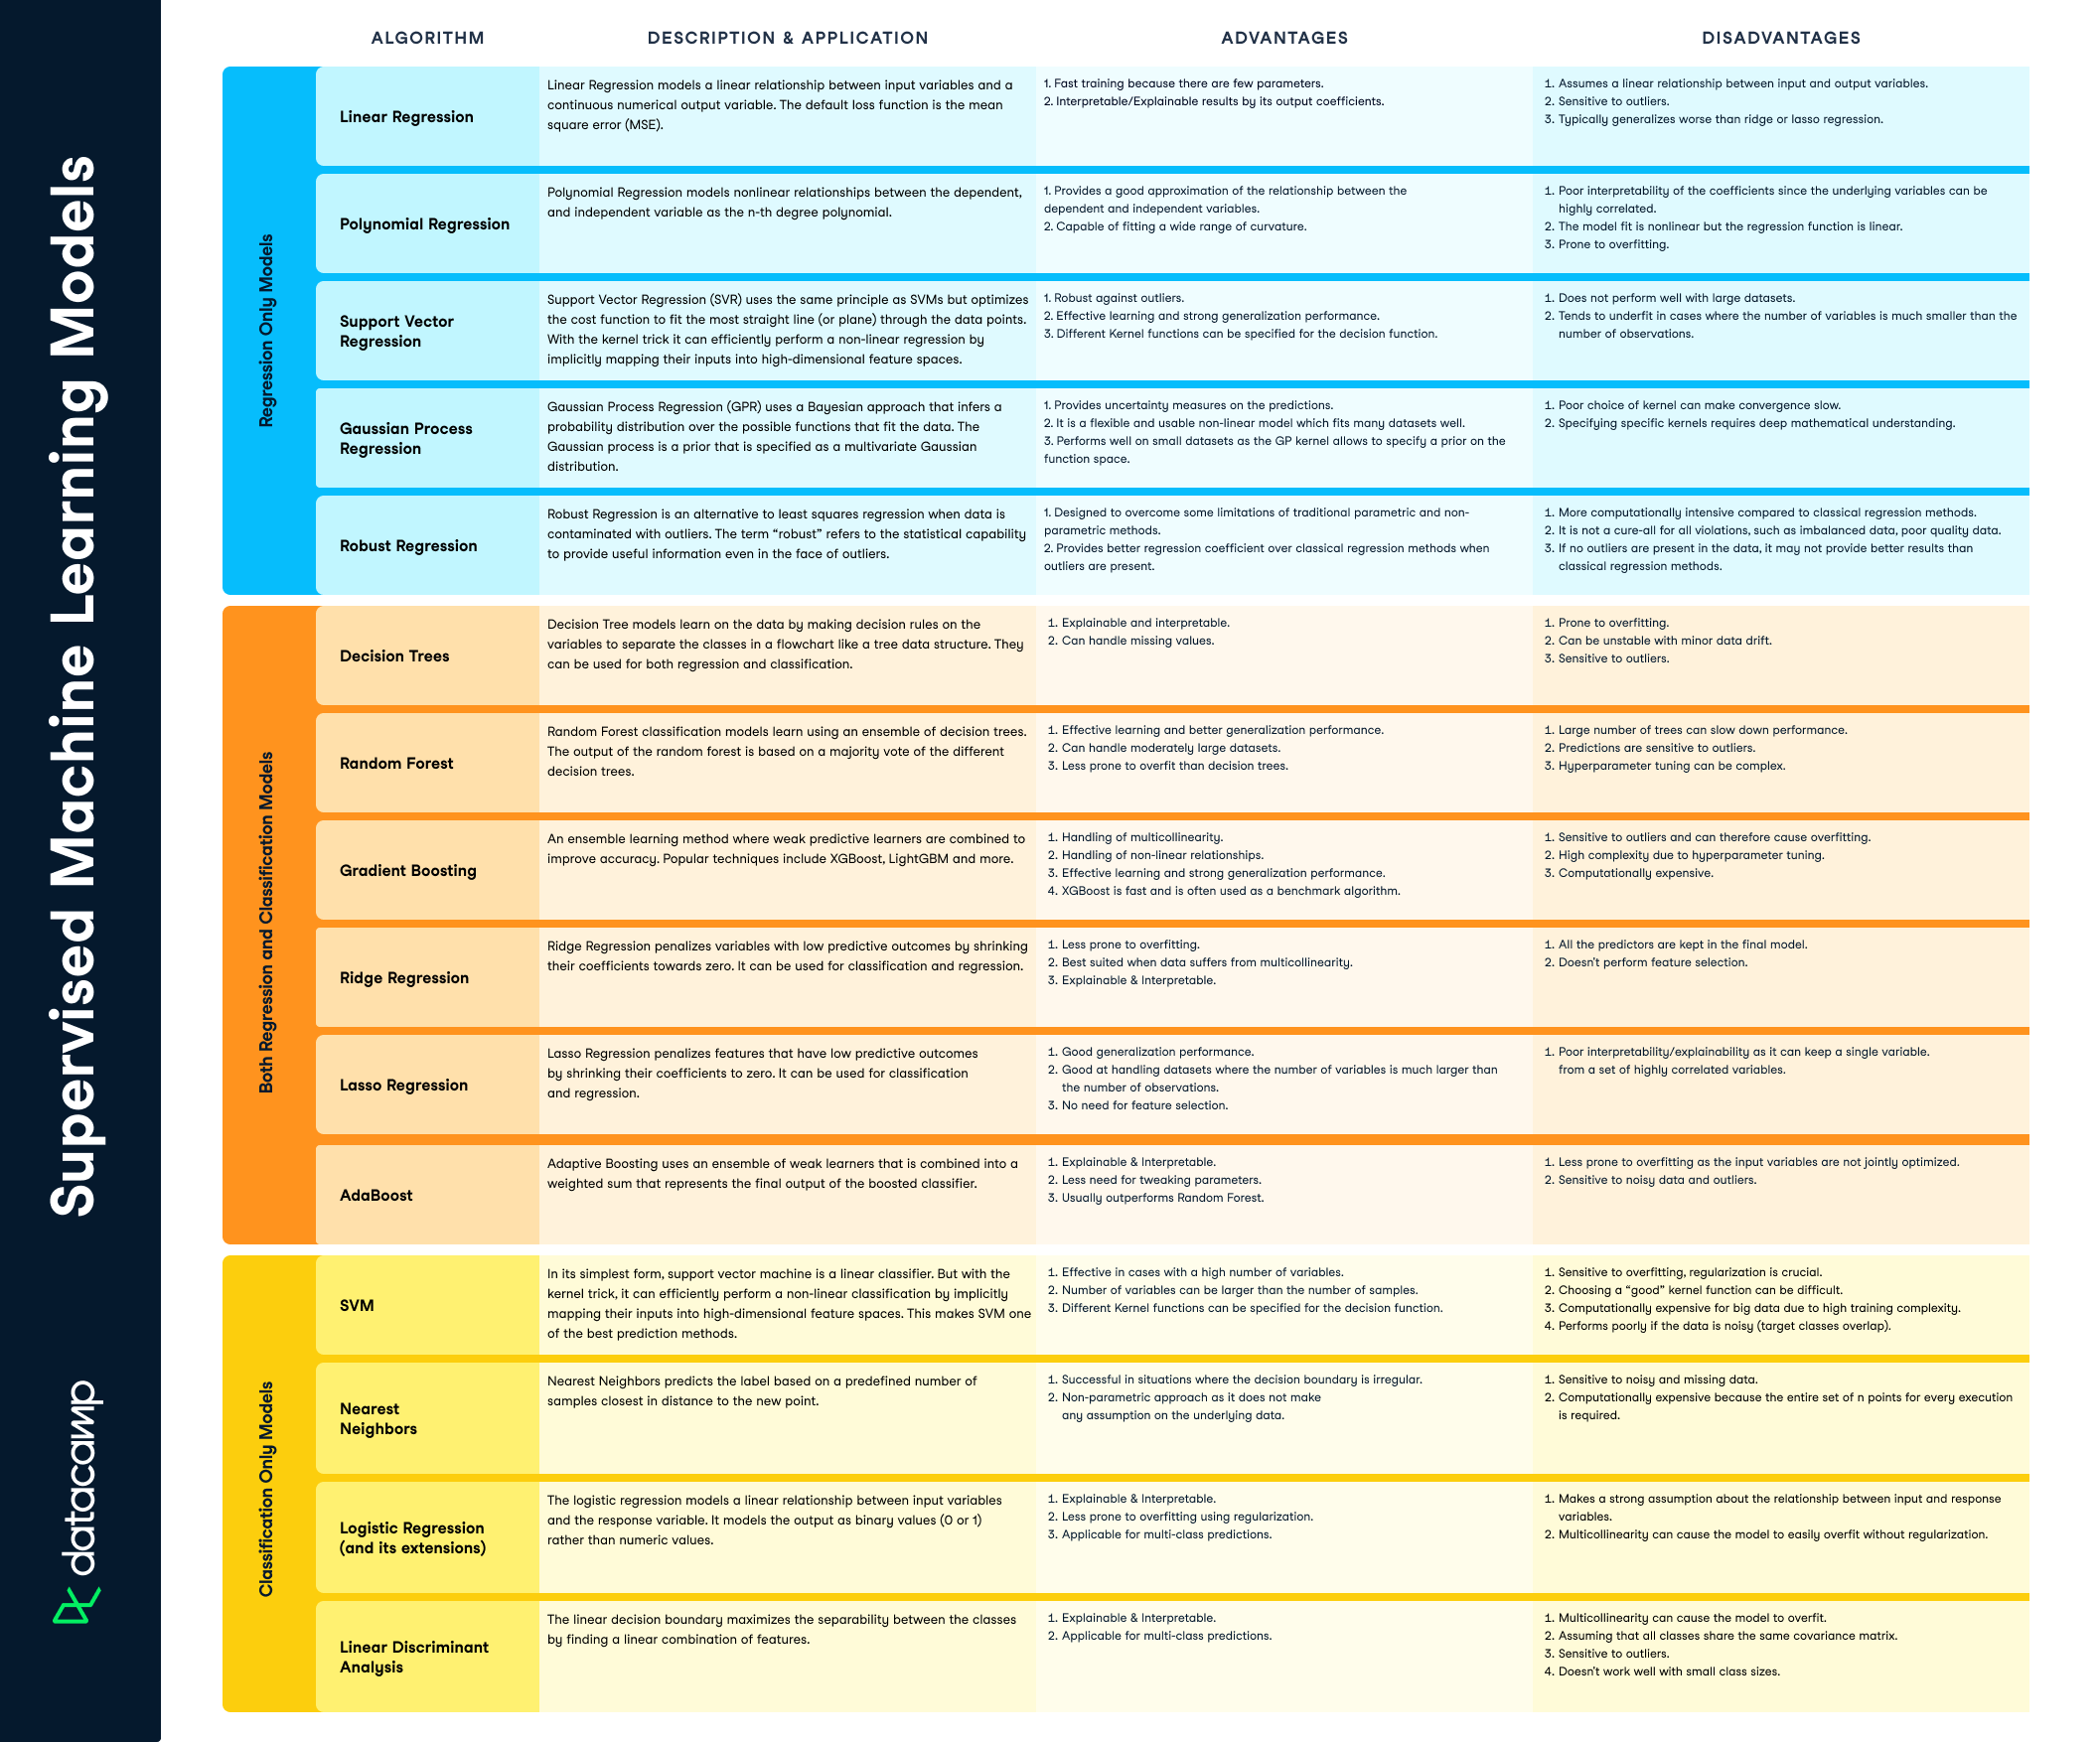 Supervised Machine Learning Models
datacamp
ALGORITHM
DESCRIPTION & APPLICATION
ADVANTAGES
DISADVANTAGES
Regression Only Models
Linear Regression
Linear Regression models a linear relationship between input variables and a
continuous numerical output variable. The default loss function is the mean
square error (MSE).
1. Fast training because there are few parameters.
2. Interpretable/Explainable results by its output coefficients.
1. Assumes a linear relationship between input and output variables.
2. Sensitive to outliers.
3. Typically generalizes worse than ridge or lasso regression.
Polynomial Regression
Polynomial Regression models nonlinear relationships between the dependent,
and independent variable as the n-th degree polynomial.
1. Provides a good approximation of the relationship between the
dependent and independent variables.
2. Capable of fitting a wide range of curvature.
1. Poor interpretability of the coefficients since the underlying variables can be
highly correlated.
2. The model fit is nonlinear but the regression function is linear.
3. Prone to overfitting.
Support Vector
Regression
Support Vector Regression (SVR) uses the same principle as SVMs but optimizes
the cost function to fit the most straight line (or plane) through the data points.
With the kernel trick it can efficiently perform a non-linear regression by
implicitly mapping their inputs into high-dimensional feature spaces.
1. Robust against outliers.
2. Effective learning and strong generalization performance.
3. Different Kernel functions can be specified for the decision function.
1. Does not perform well with large datasets.
2. Tends to underfit in cases where the number of variables is much smaller than the
number of observations.
Gaussian Process
Regression
Gaussian Process Regression (GPR) uses a Bayesian approach that infers a
probability distribution over the possible functions that fit the data. The
Gaussian process is a prior that is specified as a multivariate Gaussian
distribution.
1. Provides uncertainty measures on the predictions.
2. It is a flexible and usable non-linear model which fits many datasets well.
3. Performs well on small datasets as the GP kernel allows to specify a prior on the
function space.
1. Poor choice of kernel can make convergence slow.
2. Specifying specific kernels requires deep mathematical understanding.
Robust Regression
Robust Regression is an alternative to least squares regression when data is
contaminated with outliers. The term “robust” refers to the statistical capability
to provide useful information even in the face of outliers.
1. Designed to overcome some limitations of traditional parametric and non-
parametric methods.
2. Provides better regression coefficient over classical regression methods when
outliers are present.
1. More computationally intensive compared to classical regression methods.
2. It is not a cure-all for all violations, such as imbalanced data, poor quality data.
3. If no outliers are present in the data, it may not provide better results than
classical regression methods.
Both Regression and Classification Models
Decision Trees
Decision Tree models learn on the data by making decision rules on the
variables to separate the classes in a flowchart like a tree data structure. They
can be used for both regression and classification.
1. Explainable and interpretable.
2. Can handle missing values.
1. Prone to overfitting.
2. Can be unstable with minor data drift.
3. Sensitive to outliers.
Random Forest
Random Forest classification models learn using an ensemble of decision trees.
The output of the random forest is based on a majority vote of the different
decision trees.
1. Effective learning and better generalization performance.
2. Can handle moderately large datasets.
3. Less prone to overfit than decision trees.
1. Large number of trees can slow down performance.
2. Predictions are sensitive to outliers.
3. Hyperparameter tuning can be complex.
Gradient Boosting
An ensemble learning method where weak predictive learners are combined to
improve accuracy. Popular techniques include XGBoost, LightGBM and more.
1. Handling of multicollinearity.
2. Handling of non-linear relationships.
3. Effective learning and strong generalization performance.
4. XGBoost is fast and is often used as a benchmark algorithm.
1. Sensitive to outliers and can therefore cause overfitting.
2. High complexity due to hyperparameter tuning.
3. Computationally expensive.
Ridge Regression
Ridge Regression penalizes variables with low predictive outcomes by shrinking
their coefficients towards zero. It can be used for classification and regression.
1. Less prone to overfitting.
2. Best suited when data suffers from multicollinearity.
3. Explainable & Interpretable.
1. All the predictors are kept in the final model.
2. Doesn't perform feature selection.
Lasso Regression
Lasso Regression penalizes features that have low predictive outcomes
by shrinking their coefficients to zero. It can be used for classification
and regression.
1. Good generalization performance.
2. Good at handling datasets where the number of variables is much larger than
the number of observations.
3. No need for feature selection.
1. Poor interpretability/explainability as it can keep a single variable.
from a set of highly correlated variables.
AdaBoost
Adaptive Boosting uses an ensemble of weak learners that is combined into a
weighted sum that represents the final output of the boosted classifier.
1. Explainable & Interpretable.
2. Less need for tweaking parameters.
3. Usually outperforms Random Forest.
1. Less prone to overfitting as the input variables are not jointly optimized.
2. Sensitive to noisy data and outliers.
Classification Only Models
SVM
In its simplest form, support vector machine is a linear classifier. But with the
kernel trick, it can efficiently perform a non-linear classification by implicitly
mapping their inputs into high-dimensional feature spaces. This makes SVM one
of the best prediction methods.
1. Effective in cases with a high number of variables.
2. Number of variables can be larger than the number of samples.
3. Different Kernel functions can be specified for the decision function.
1. Sensitive to overfitting, regularization is crucial.
2. Choosing a “good” kernel function can be difficult.
3. Computationally expensive for big data due to high training complexity.
4. Performs poorly if the data is noisy (target classes overlap).
Nearest
Neighbors
Nearest Neighbors predicts the label based on a predefined number of
samples closest in distance to the new point.
1. Successful in situations where the decision boundary is irregular.
2. Non-parametric approach as it does not make
any assumption on the underlying data.
1. Sensitive to noisy and missing data.
2. Computationally expensive because the entire set of n points for every execution
is required.
Logistic Regression
(and its extensions)
The logistic regression models a linear relationship between input variables
and the response variable. It models the output as binary values (0 or 1)
rather than numeric values.
1. Explainable & Interpretable.
2. Less prone to overfitting using regularization.
3. Applicable for multi-class predictions.
1. Makes a strong assumption about the relationship between input and response
variables.
2. Multicollinearity can cause the model to easily overfit without regularization.
Linear Discriminant
Analysis
The linear decision boundary maximizes the separability between the classes
by finding a linear combination of features.
1. Explainable & Interpretable.
2. Applicable for multi-class predictions.
1. Multicollinearity can cause the model to overfit.
2. Assuming that all classes share the same covariance matrix.
3. Sensitive to outliers.
4. Doesn't work well with small class sizes.